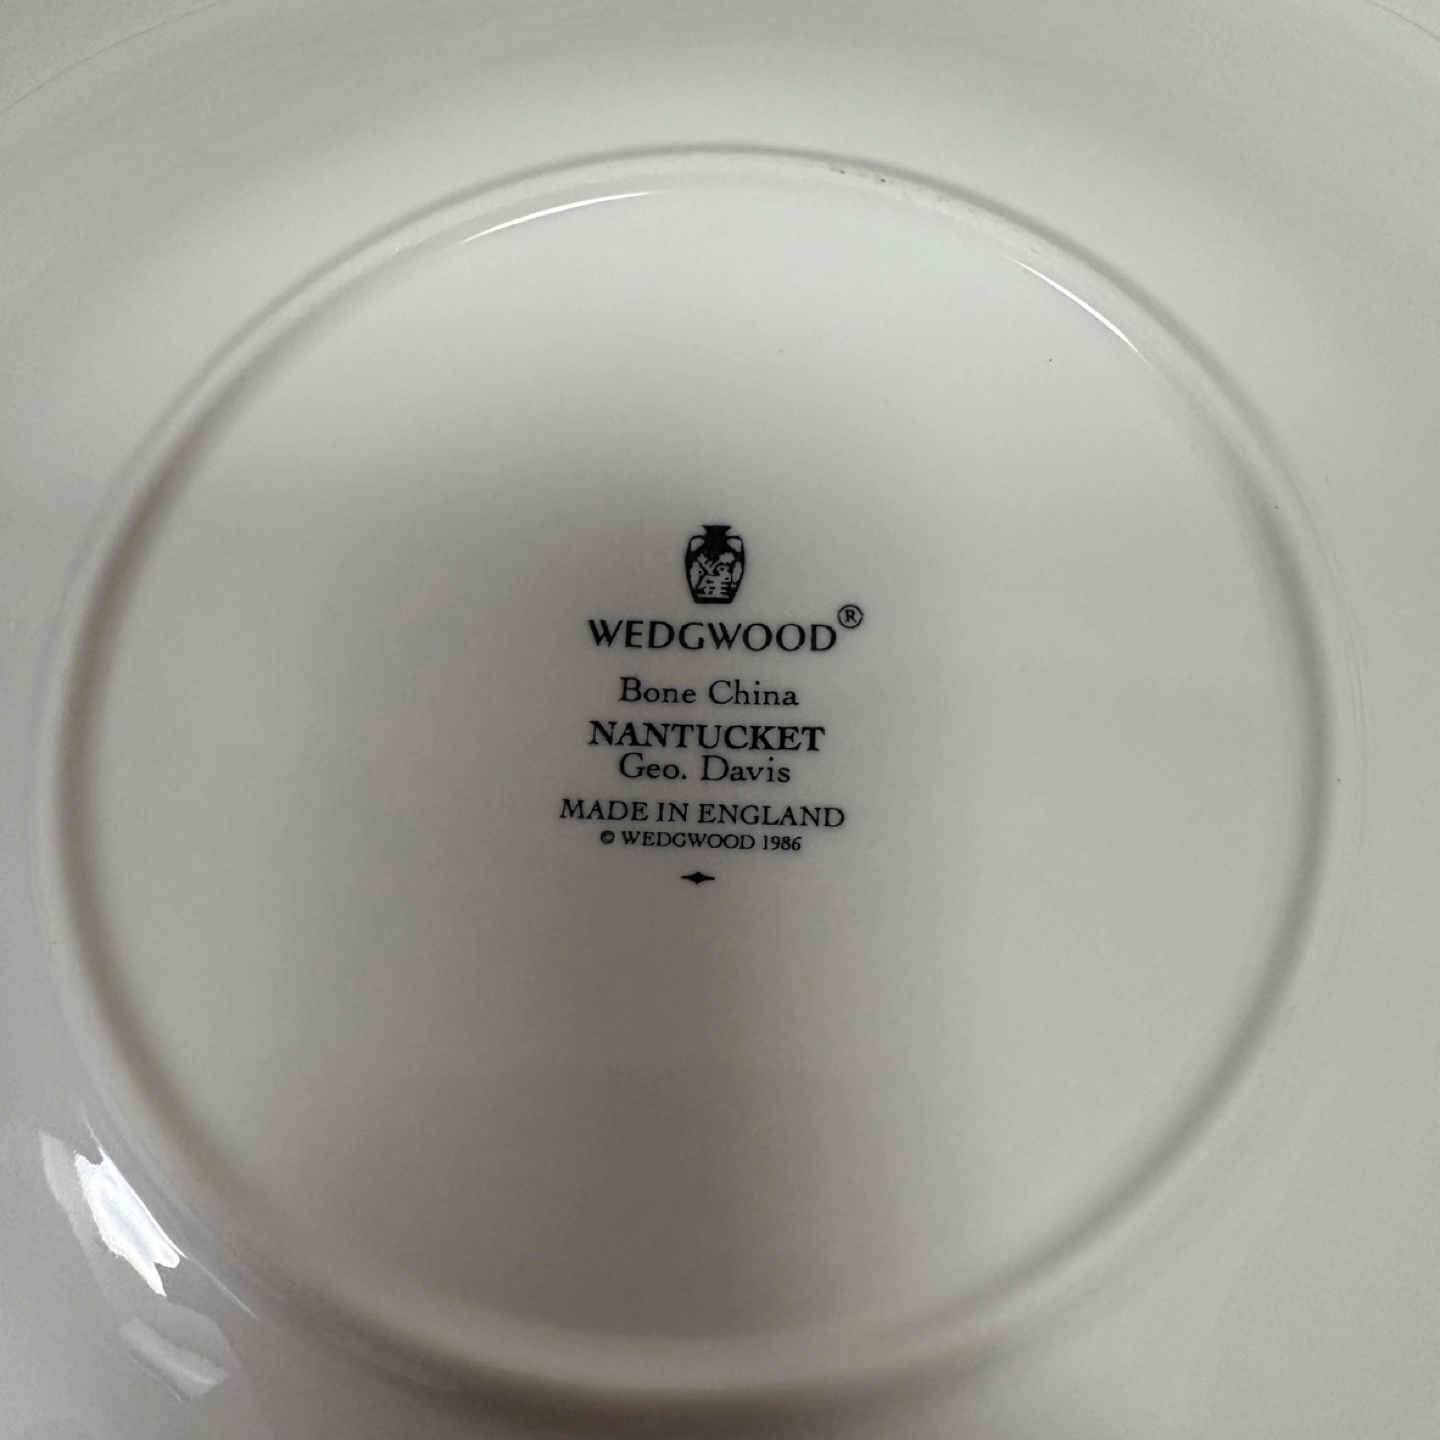 WEDGWOOD®
Bone China
NANTUCKET
Geo. Davis
MADE IN ENGLAND
© WEDGWOOD 1986